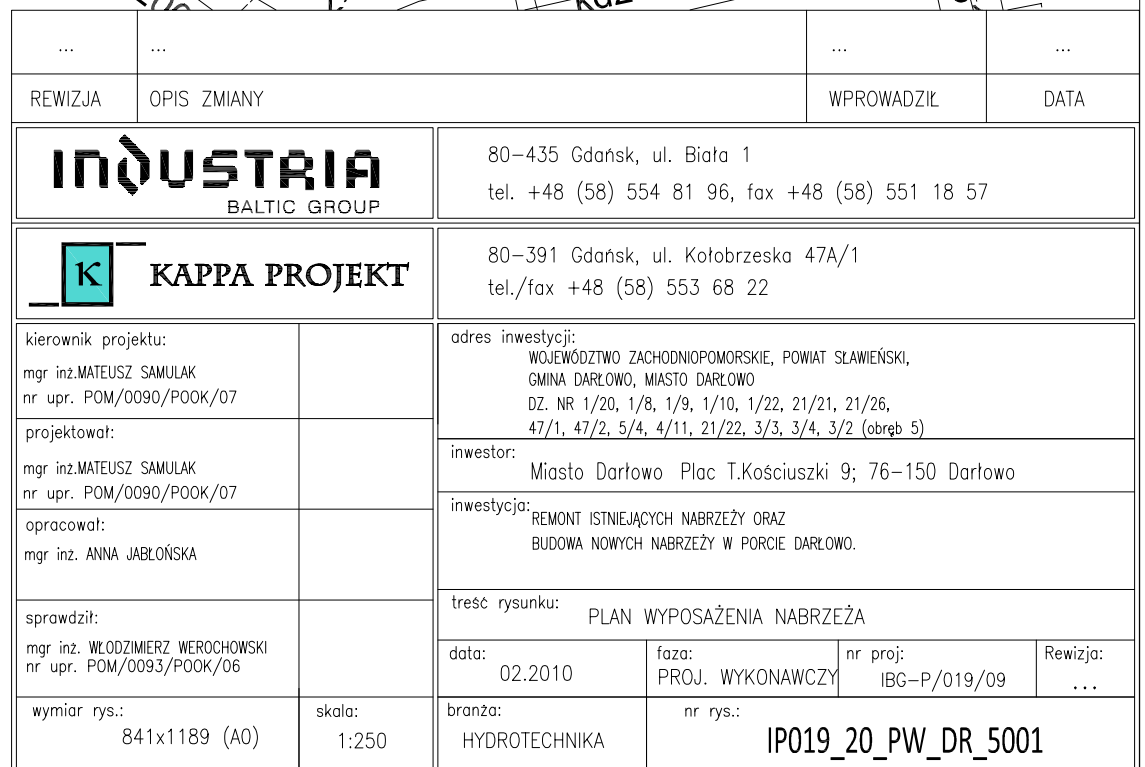 ... ... ... ...
REWIZJA OPIS ZMIANY WPROWADZIŁ DATA
INDUSTRIA
BALTIC GROUP
80-435 Gdańsk, ul. Biała 1
tel. +48 (58) 554 81 96, fax +48 (58) 551 18 57
K KAPPA PROJEKT
80-391 Gdańsk, ul. Kołobrzeska 47A/1
tel./fax +48 (58) 553 68 22
kierownik projektu:
mgr inż.MATEUSZ SAMULAK
nr upr. POM/0090/POOK/07
projektował:
mgr inż.MATEUSZ SAMULAK
nr upr. POM/0090/POOK/07
opracował:
mgr inż. ANNA JABŁOŃSKA
sprawdził:
mgr inż. WŁODZIMIERZ WEROCHOWSKI
nr upr. POM/0093/POOK/06
wymiar rys.:
841x1189 (A0)
skala:
1:250
adres inwestycji:
WOJEWÓDZTWO ZACHODNIOPOMORSKIE, POWIAT SŁAWIEŃSKI,
GMINA DARŁOWO, MIASTO DARŁOWO
DZ. NR 1/20, 1/8, 1/9, 1/10, 1/22, 21/21, 21/26,
47/1, 47/2, 5/4, 4/11, 21/22, 3/3, 3/4, 3/2 (obręb 5)
inwestor:
Miasto Darłowo Plac T.Kościuszki 9; 76-150 Darłowo
inwestycja:
REMONT ISTNIEJĄCYCH NABRZEŻY ORAZ
BUDOWA NOWYCH NABRZEŻY W PORCIE DARŁOWO.
treść rysunku:
PLAN WYPOSAŻENIA NABRZEŻA
data:
02.2010
faza:
PROJ. WYKONAWCZY
nr proj:
IBG-P/019/09
Rewizja:
...
branża:
HYDROTECHNIKA
nr rys.:
IP019_20_PW_DR_5001